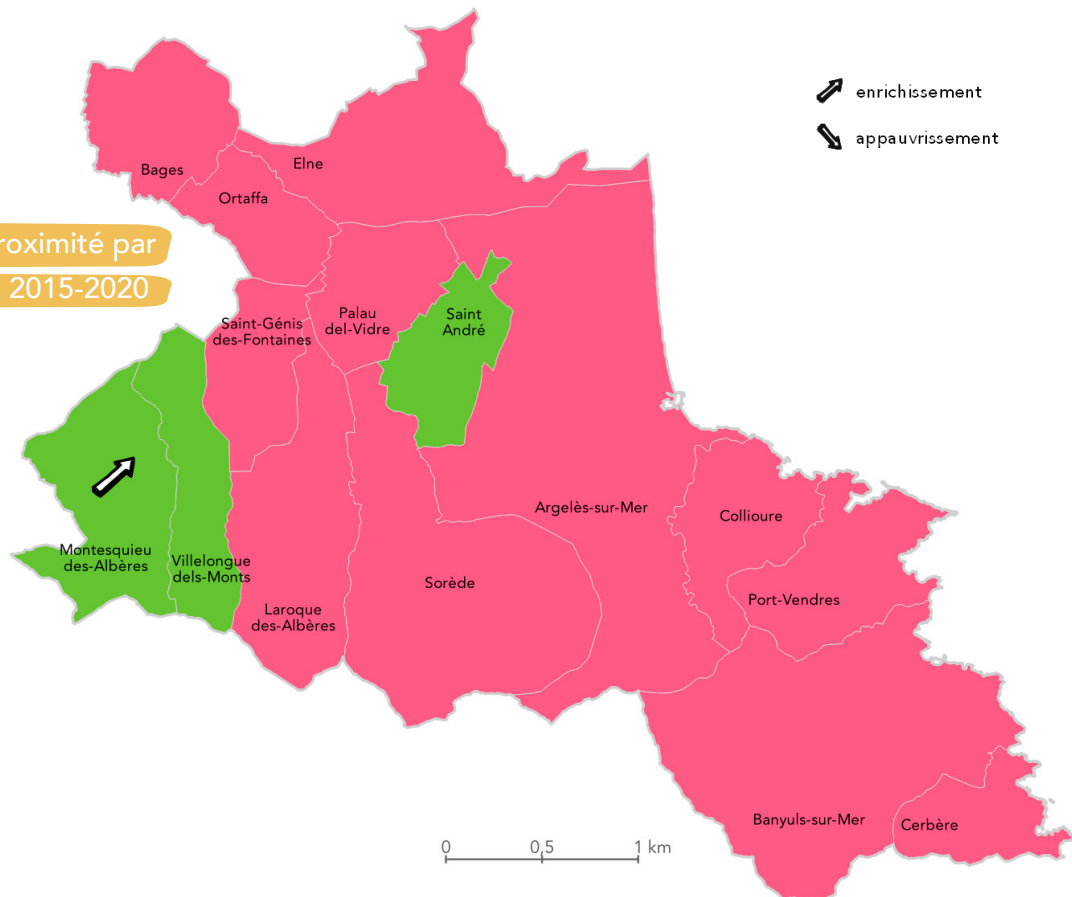 enrichissement
appauvrissement
Elne
Bages
Ortaffa
proximité par
2015-2020
Palau
del-Vidre
Saint
André
Saint-Génis
des-Fontaines
Argelès-sur-Mer
Collioure
Montesquieu
des-Albères
Villelongue
dels-Monts
Sorède
Port-Vendres
Laroque
des-Albères
Banyuls-sur-Mer
Cerbère
0 0,5 1 km